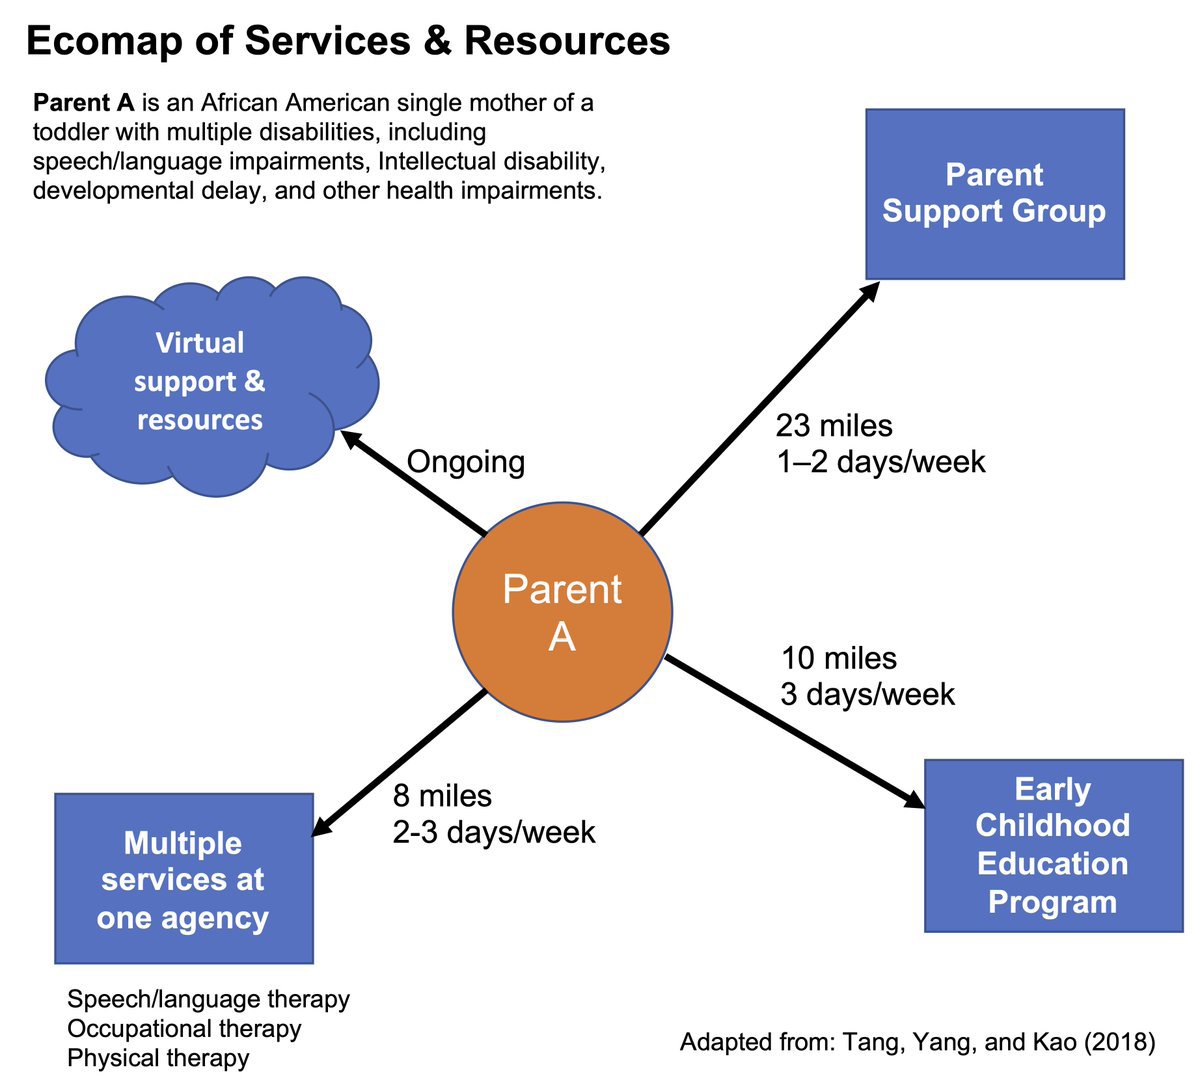 Ecomap of Services & Resources
Parent A is an African American single mother of a
toddler with multiple disabilities, including
speech/language impairments, Intellectual disability,
developmental delay, and other health impairments.
Parent
Support Group
Virtual
support &
resources
Ongoing
23 miles
1–2 days/week
Parent
A
10 miles
3 days/week
8 miles
2-3 days/week
Early
Childhood
Education
Program
Multiple
services at
one agency
Speech/language therapy
Occupational therapy
Physical therapy
Adapted from: Tang, Yang, and Kao (2018)